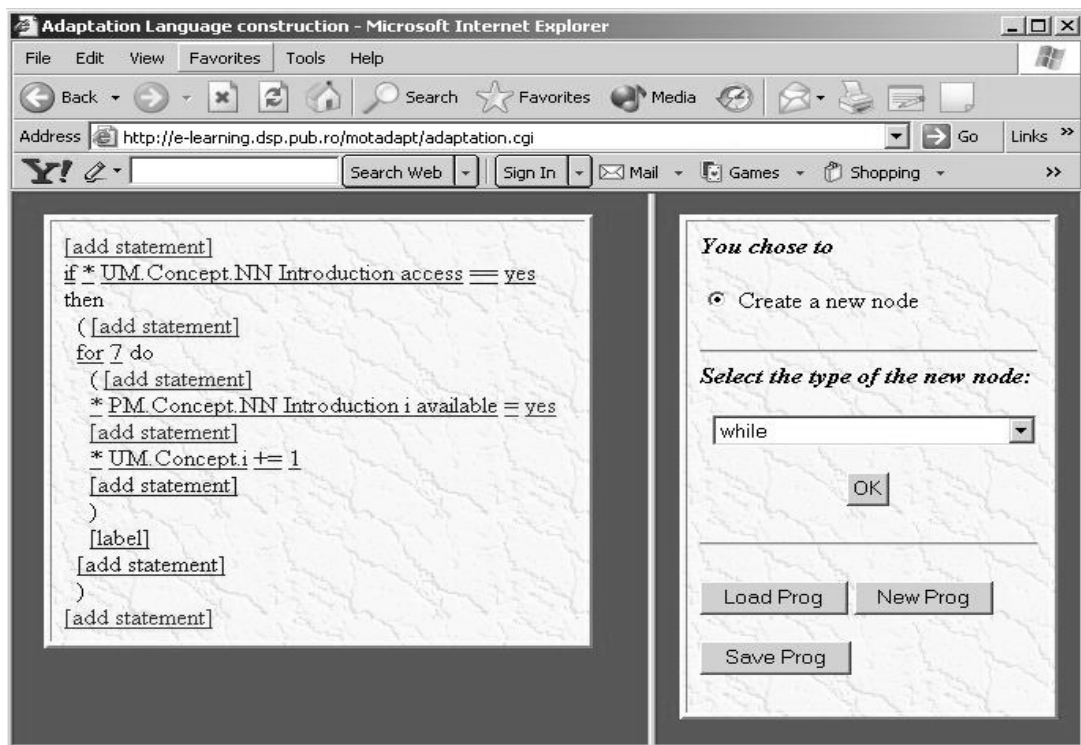 Adaptation Language construction - Microsoft Internet Explorer
File Edit View Favorites Tools Help
Back Search Favorites Media
Address http://e-learning.dsp.pub.ro/motadapt/adaptation.cgi Go Links »
Y! Search Web Sign In Mail Games Shopping »
[add statement]
if * UM.Concept.NN Introduction access == yes
then
( [add statement]
for 7 do
( [add statement]
* PM.Concept.NN Introduction i available = yes
[add statement]
* UM.Concept.i += 1
[add statement]
)
[label]
[add statement]
)
[add statement]
You chose to
Create a new node
Select the type of the new node:
while
OK
Load Prog New Prog
Save Prog